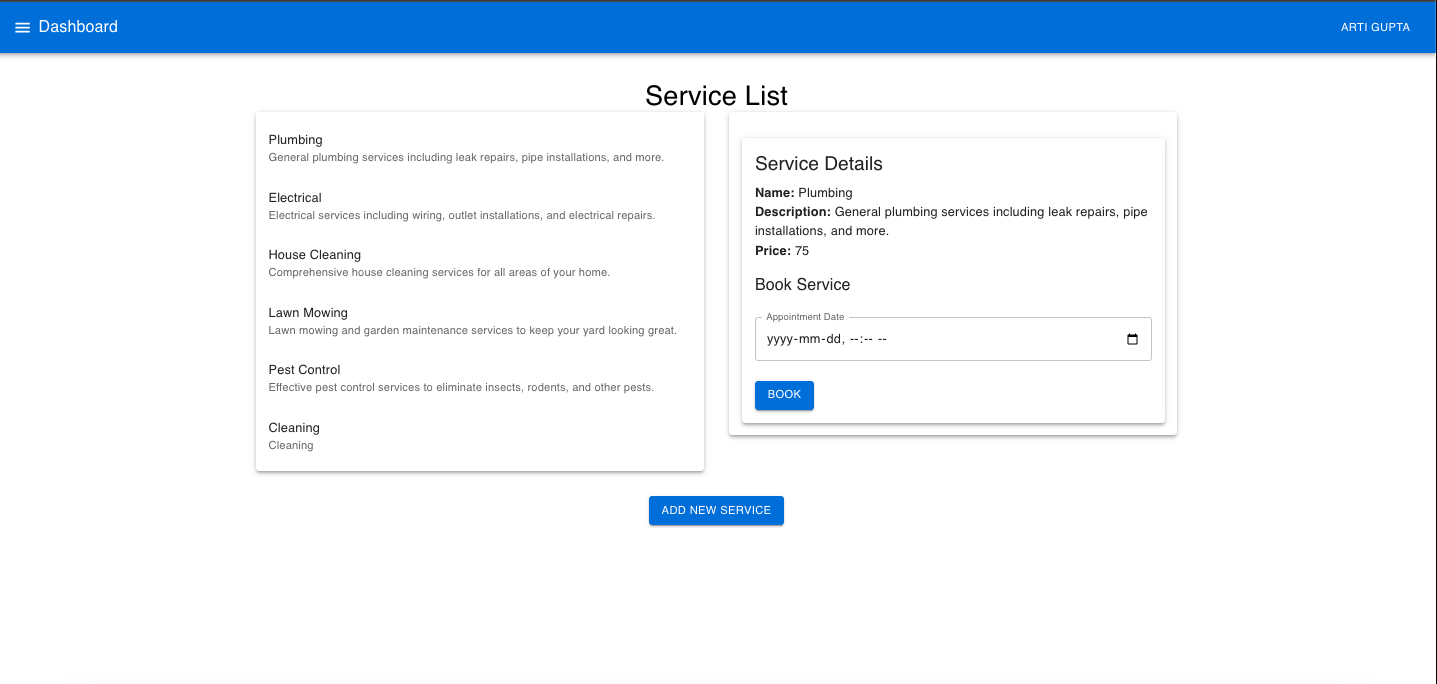 Dashboard
ARTI GUPTA
Service List
Plumbing
General plumbing services including leak repairs, pipe installations, and more.
Electrical
Electrical services including wiring, outlet installations, and electrical repairs.
House Cleaning
Comprehensive house cleaning services for all areas of your home.
Lawn Mowing
Lawn mowing and garden maintenance services to keep your yard looking great.
Pest Control
Effective pest control services to eliminate insects, rodents, and other pests.
Cleaning
Cleaning
Service Details
Name: Plumbing
Description: General plumbing services including leak repairs, pipe
installations, and more.
Price: 75
Book Service
Appointment Date
yyyy-mm-dd, --:-- --
BOOK
ADD NEW SERVICE